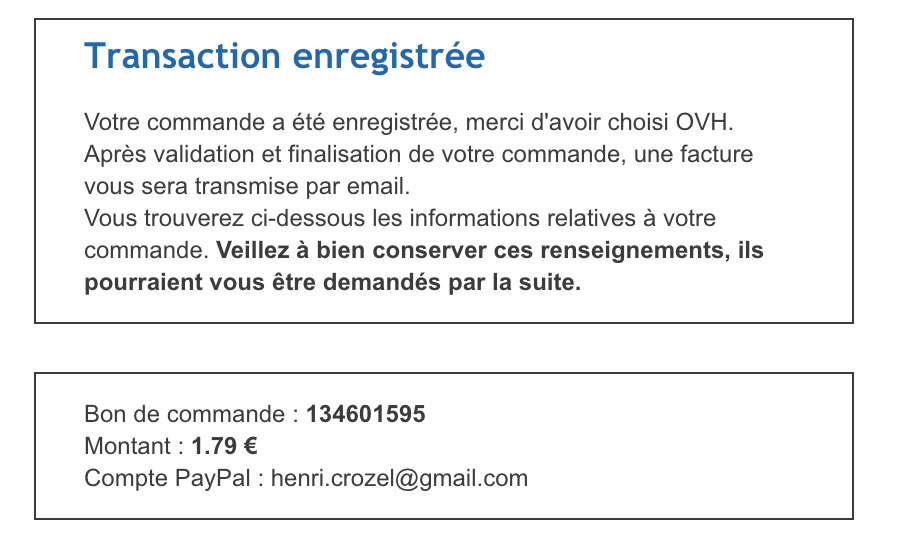 Transaction enregistrée
Votre commande a été enregistrée, merci d'avoir choisi OVH.
Après validation et finalisation de votre commande, une facture
vous sera transmise par email.
Vous trouverez ci-dessous les informations relatives à votre
commande. Veillez à bien conserver ces renseignements, ils
pourraient vous être demandés par la suite.
Bon de commande : 134601595
Montant : 1.79 €
Compte PayPal : henri.crozel@gmail.com